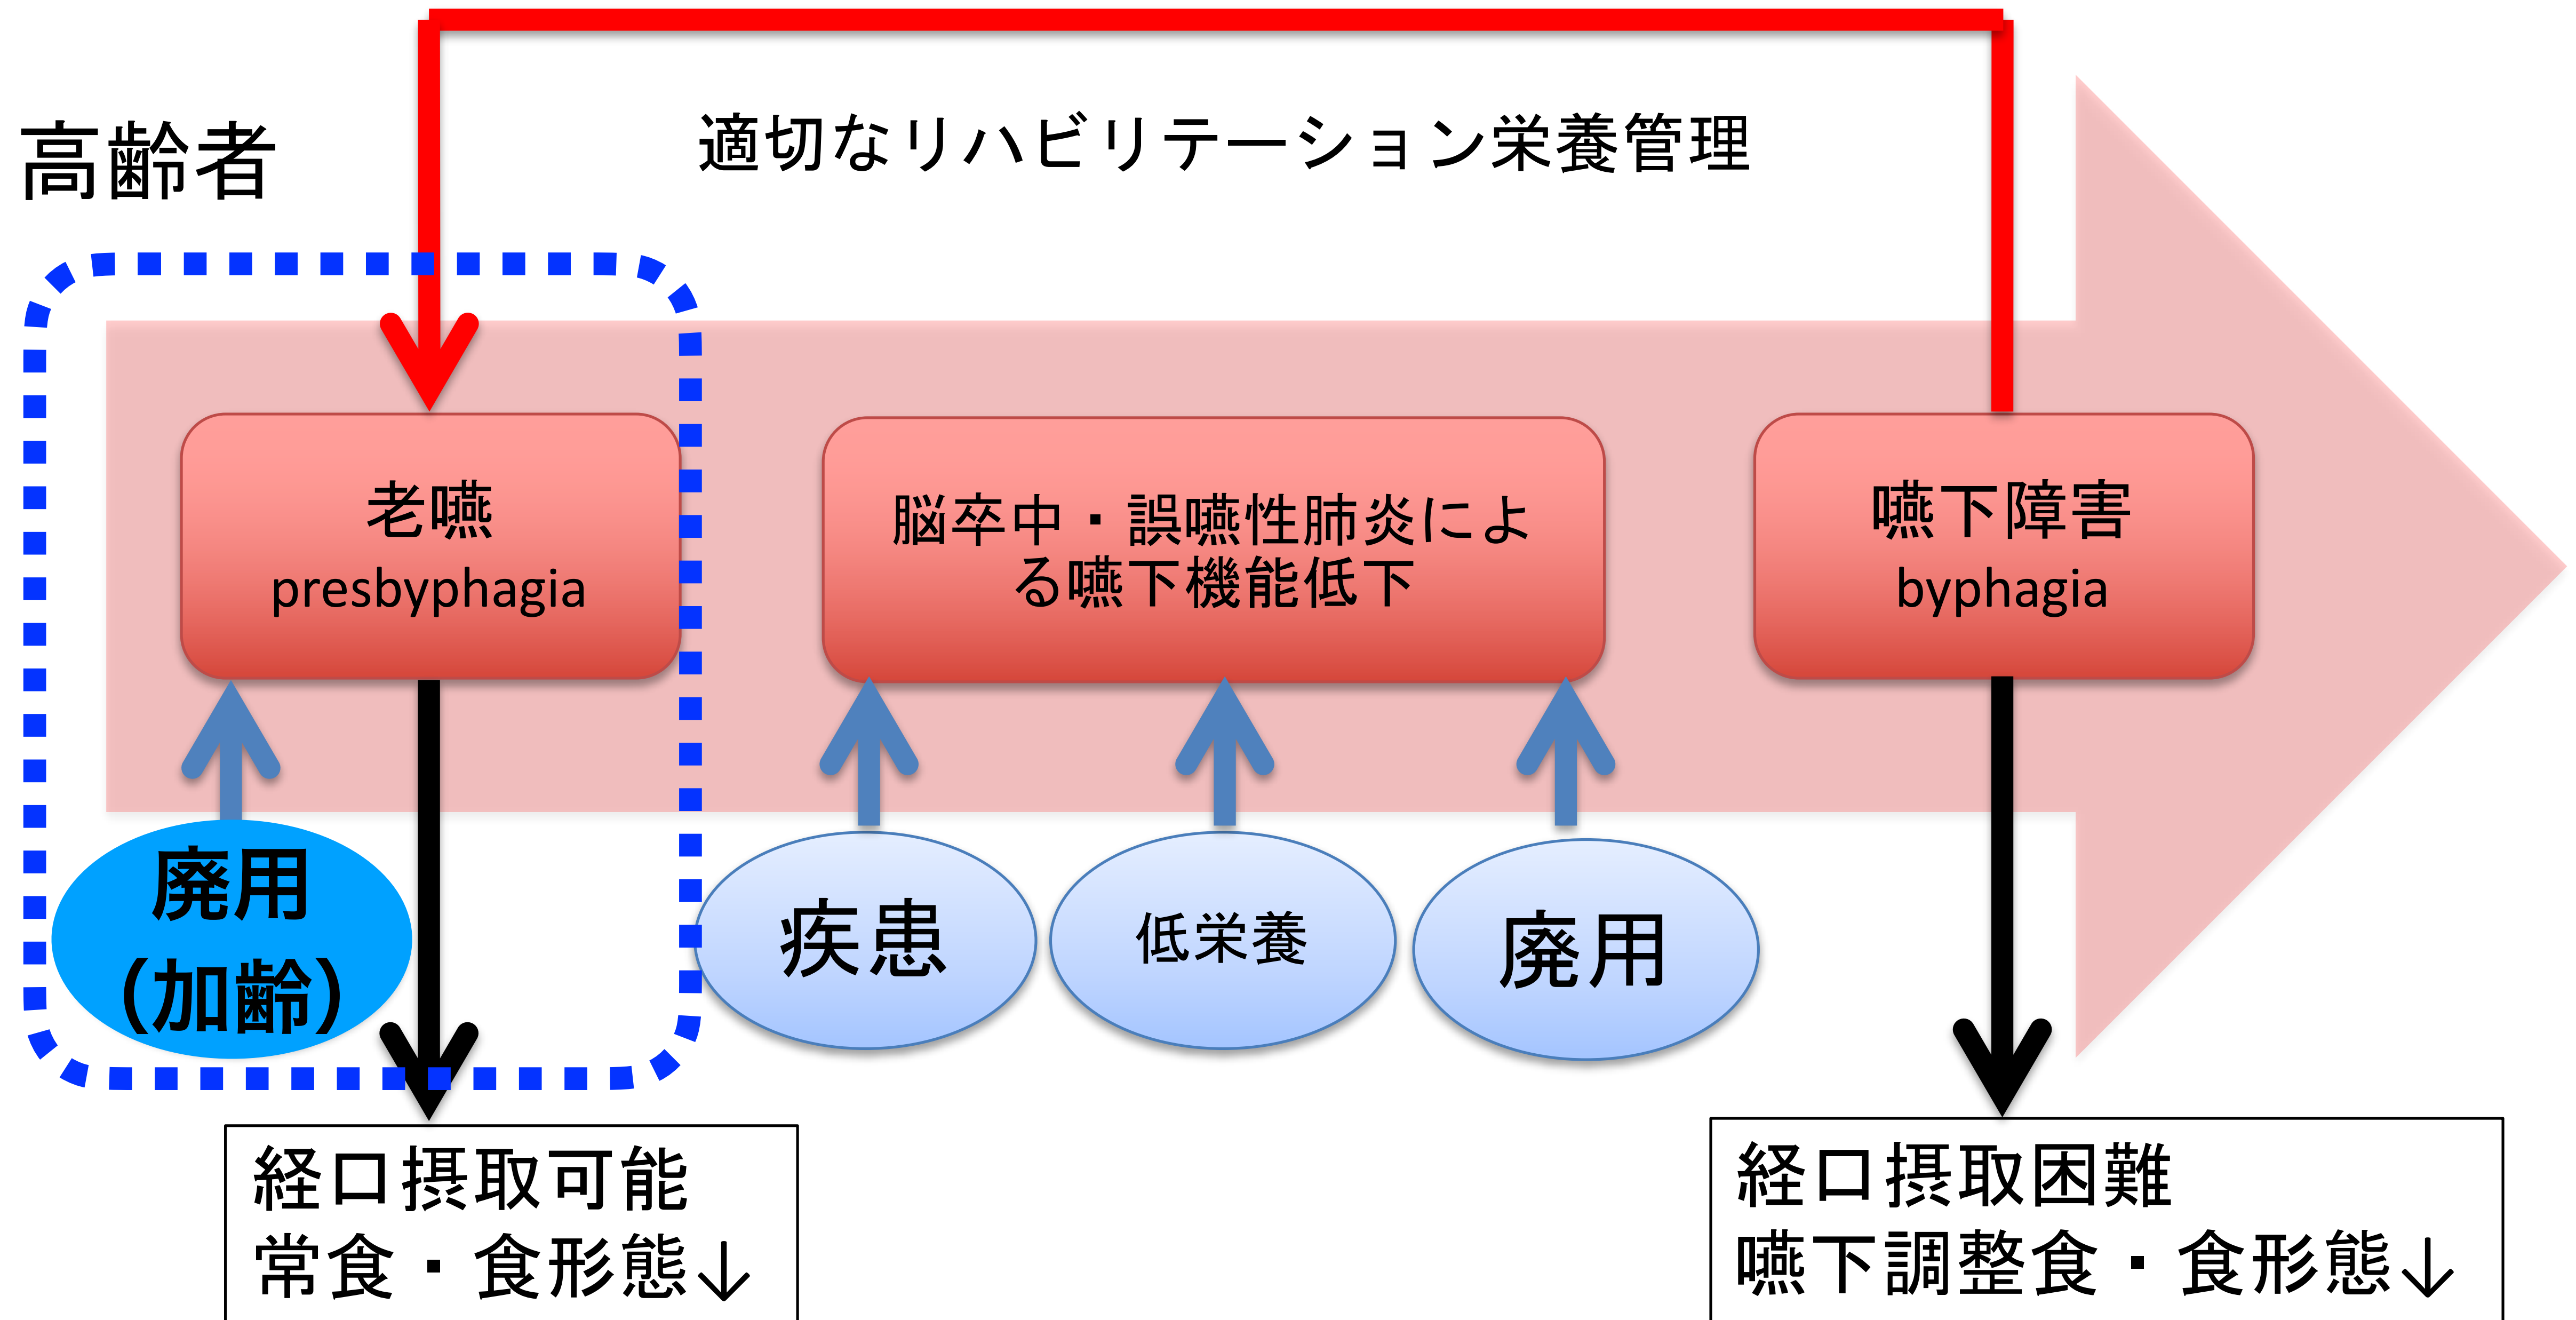 適切なリハビリテーション栄養管理
高齢者
老嚥
presbyphagia
脳卒中・誤嚥性肺炎によ
る嚥下機能低下
嚥下障害
byphagia
廃用
（加齢）
疾患
低栄養
廃用
経口摂取可能
常食・食形態↓
経口摂取困難
嚥下調整食・食形態↓